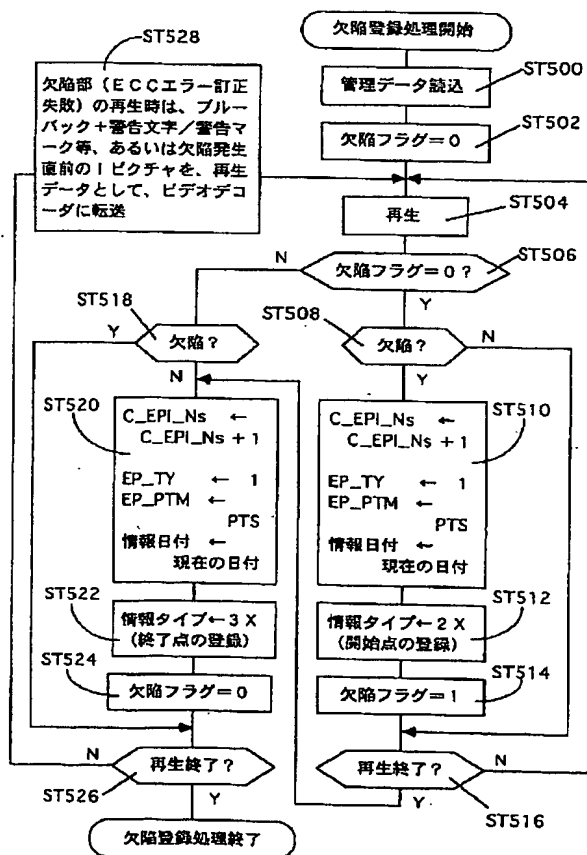 ST528
欠陥登録処理開始
欠陥部(ECCエラー訂正
失敗)の再生時は、ブルー
バック+警告文字/警告マ
ーク等、あるいは欠陥発生
直前のIピクチャを、再生
データとして、ビデオデコ
ーダに転送
管理データ読込
ST500
欠陥フラグ=0
ST502
再生
ST504
欠陥フラグ=0?
ST506
N
Y
ST518
欠陥?
Y
N
ST508
欠陥?
N
Y
ST520
C_EPI_Ns ←
C_EPI_Ns + 1
EP_TY ← 1
EP_PTM ←
PTS
情報日付 ←
現在の日付
ST510
C_EPI_Ns ←
C_EPI_Ns + 1
EP_TY ← 1
EP_PTM ←
PTS
情報日付 ←
現在の日付
ST522
情報タイプ←3X
(終了点の登録)
ST512
情報タイプ←2X
(開始点の登録)
ST524
欠陥フラグ=0
ST514
欠陥フラグ=1
N
再生終了?
ST526
Y
再生終了?
N
ST516
Y
欠陥登録処理終了